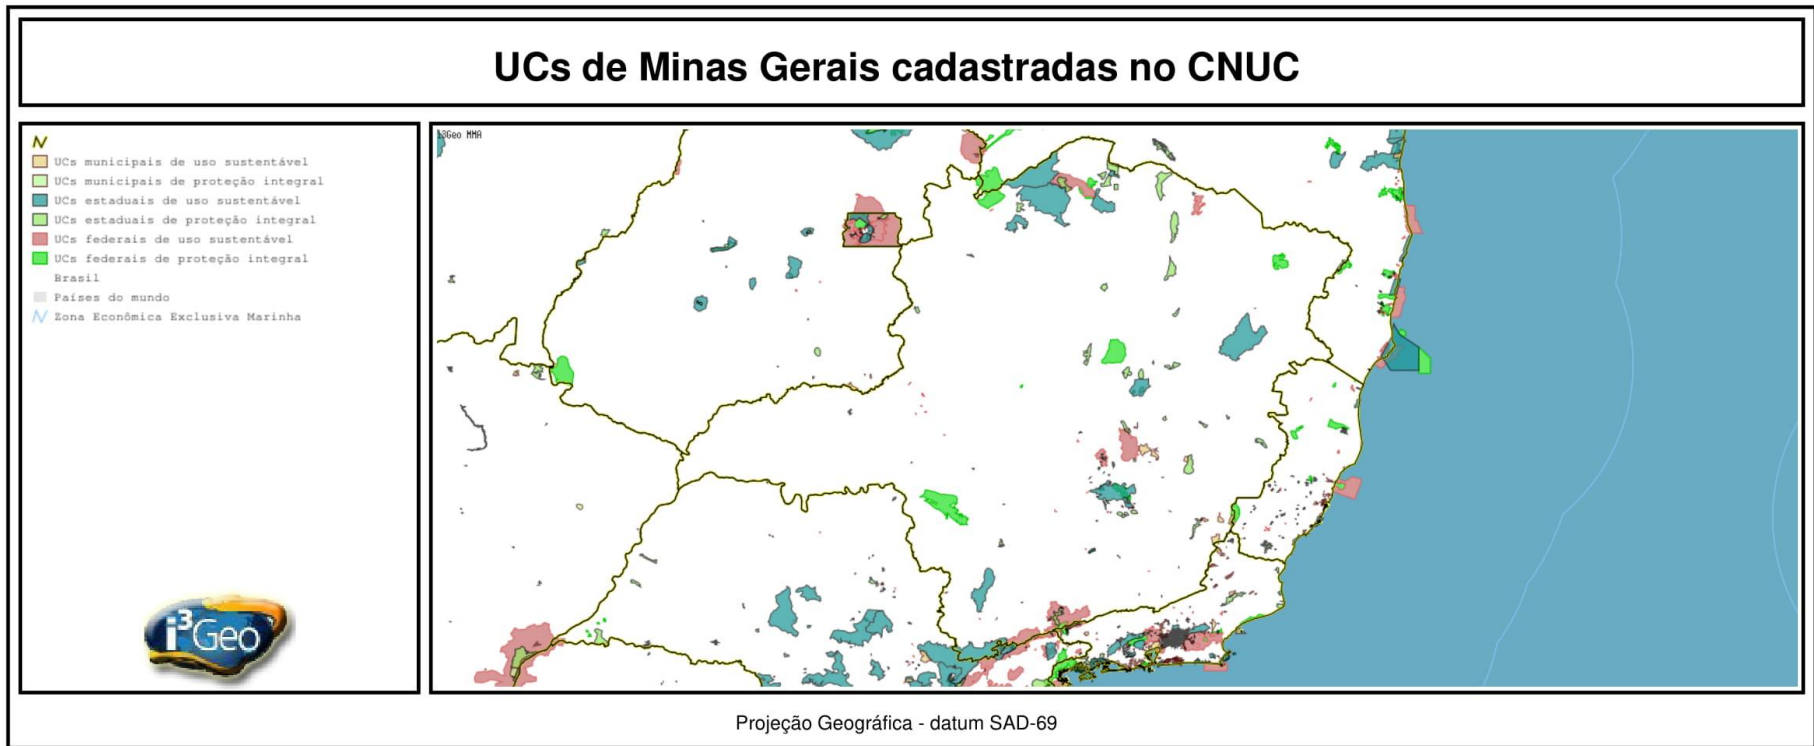 UCs de Minas Gerais cadastradas no CNUC
i3Geo MMA
UCs municipais de uso sustentável
UCs municipais de proteção integral
UCs estaduais de uso sustentável
UCs estaduais de proteção integral
UCs federais de uso sustentável
UCs federais de proteção integral
Brasil
Países do mundo
Zona Econômica Exclusiva Marinha
i3Geo
Projeção Geográfica - datum SAD-69